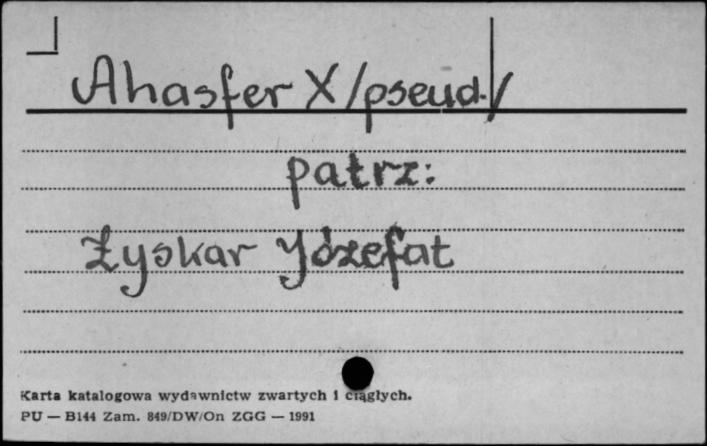 Ahasfer X /pseud./
patrz:
Żyskar Józefat
Karta katalogowa wydawnictw zwartych i ciągłych.
PU — B144 Zam. 849/DW/On ZGG — 1991